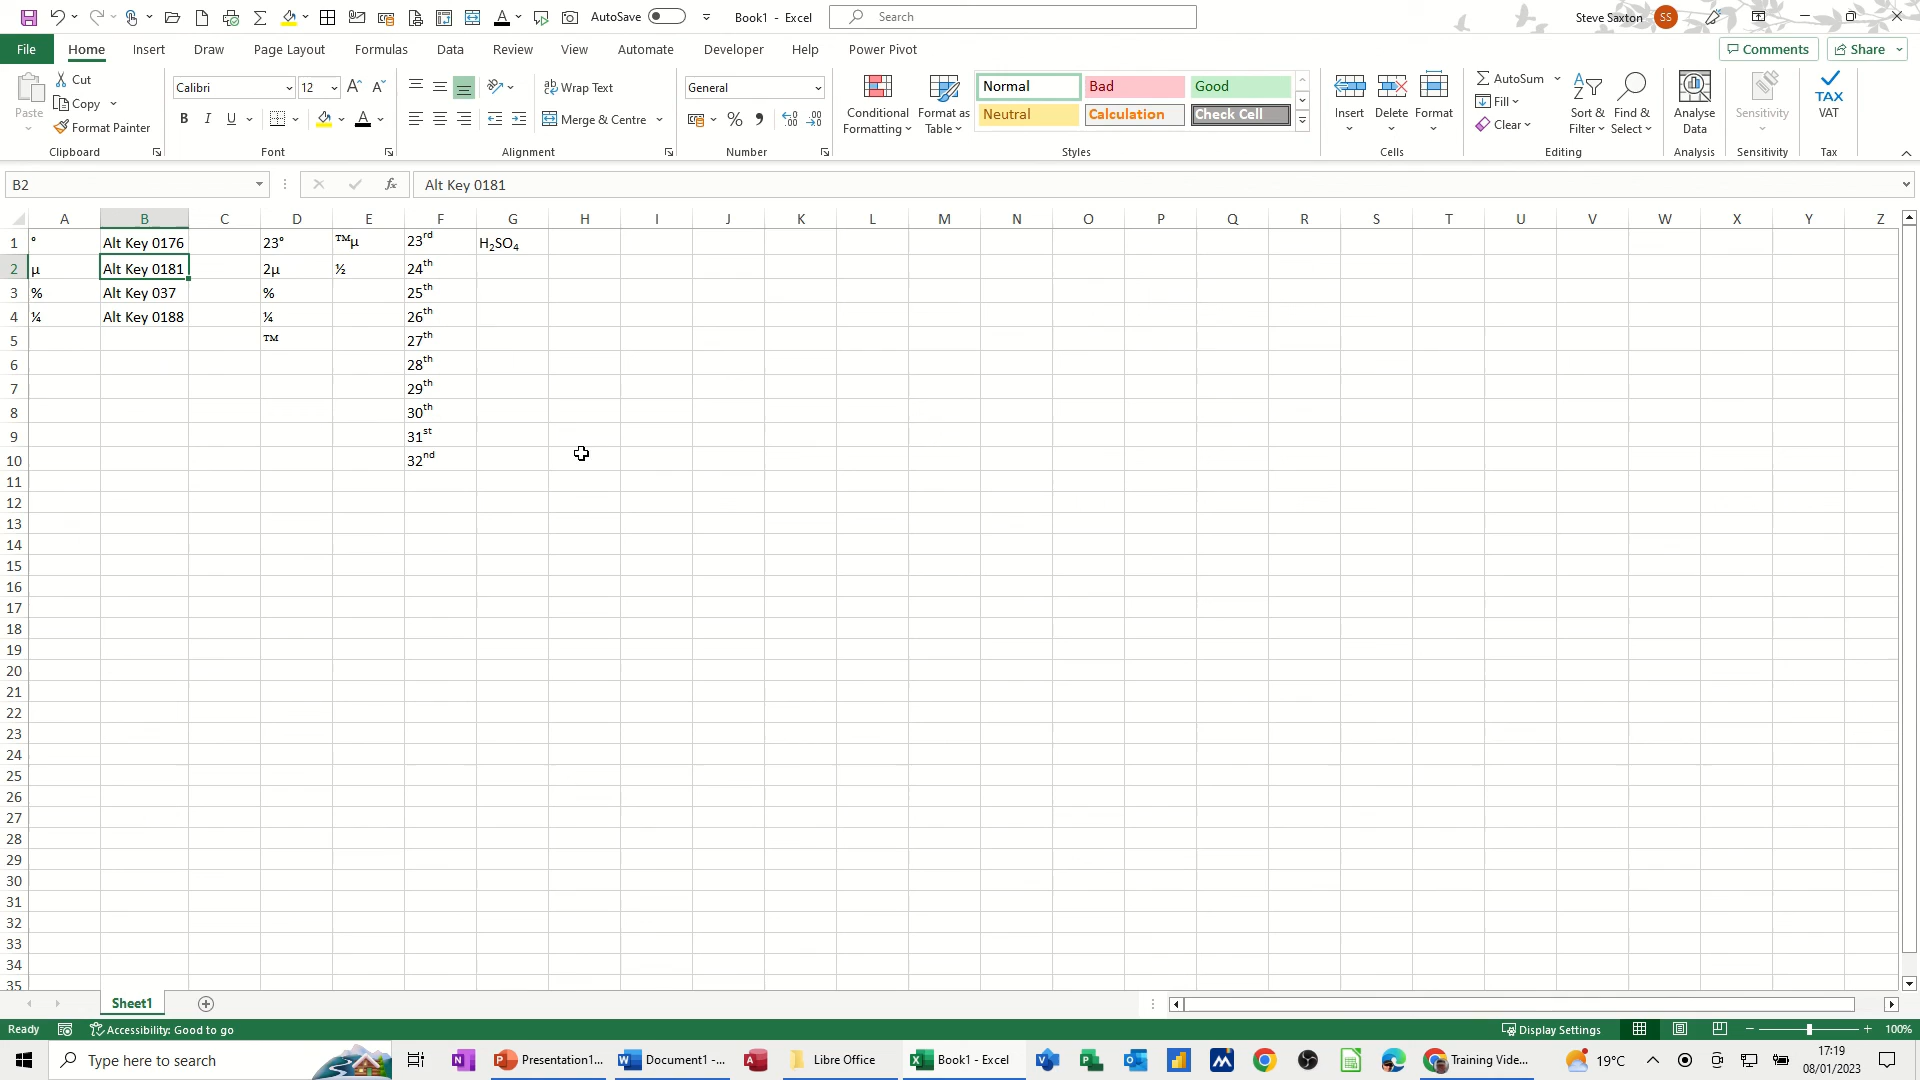 AutoSave
Book1 - Excel
Search
Steve Saxton
SS
File Home Insert Draw Page Layout Formulas Data Review View Automate Developer Help Power Pivot
Comments
Share
Paste
Cut
Copy
Format Painter
Clipboard
Calibri
12
B I U
Font
Wrap Text
Merge & Centre
Alignment
General
Number
Conditional
Formatting
Format as
Table
Normal Bad Good
Neutral Calculation Check Cell
Styles
Insert Delete Format
Cells
AutoSum
Fill
Clear
Sort &
Filter
Find &
Select
Editing
Analyse
Data
Analysis
Sensitivity
Sensitivity
TAX
VAT
Tax
B2
fx
Alt Key 0181
A B C D E F G H I J K L M N O P Q R S T U V W X Y Z
1 ° Alt Key 0176 23° ™µ 23rd H₂SO₄
2 µ Alt Key 0181 2µ ½ 24th
3 % Alt Key 037 % 25th
4 ¼ Alt Key 0188 ¼ 26th
5 ™ 27th
6 28th
7 29th
8 30th
9 31st
10 32nd
11
12
13
14
15
16
17
18
19
20
21
22
23
24
25
26
27
28
29
30
31
32
33
34
35
Sheet1
Ready
Accessibility: Good to go
Display Settings
100%
Type here to search
Presentation1...
Document1 -...
Libre Office
Book1 - Excel
Training Vide...
19°C
17:19
08/01/2023